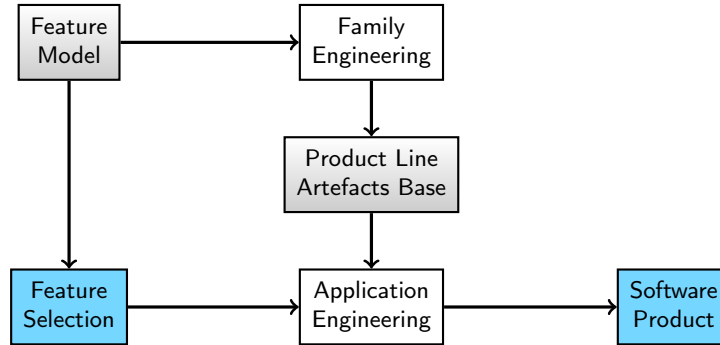 Feature
Model
Family
Engineering
Product Line
Artefacts Base
Feature
Selection
Application
Engineering
Software
Product